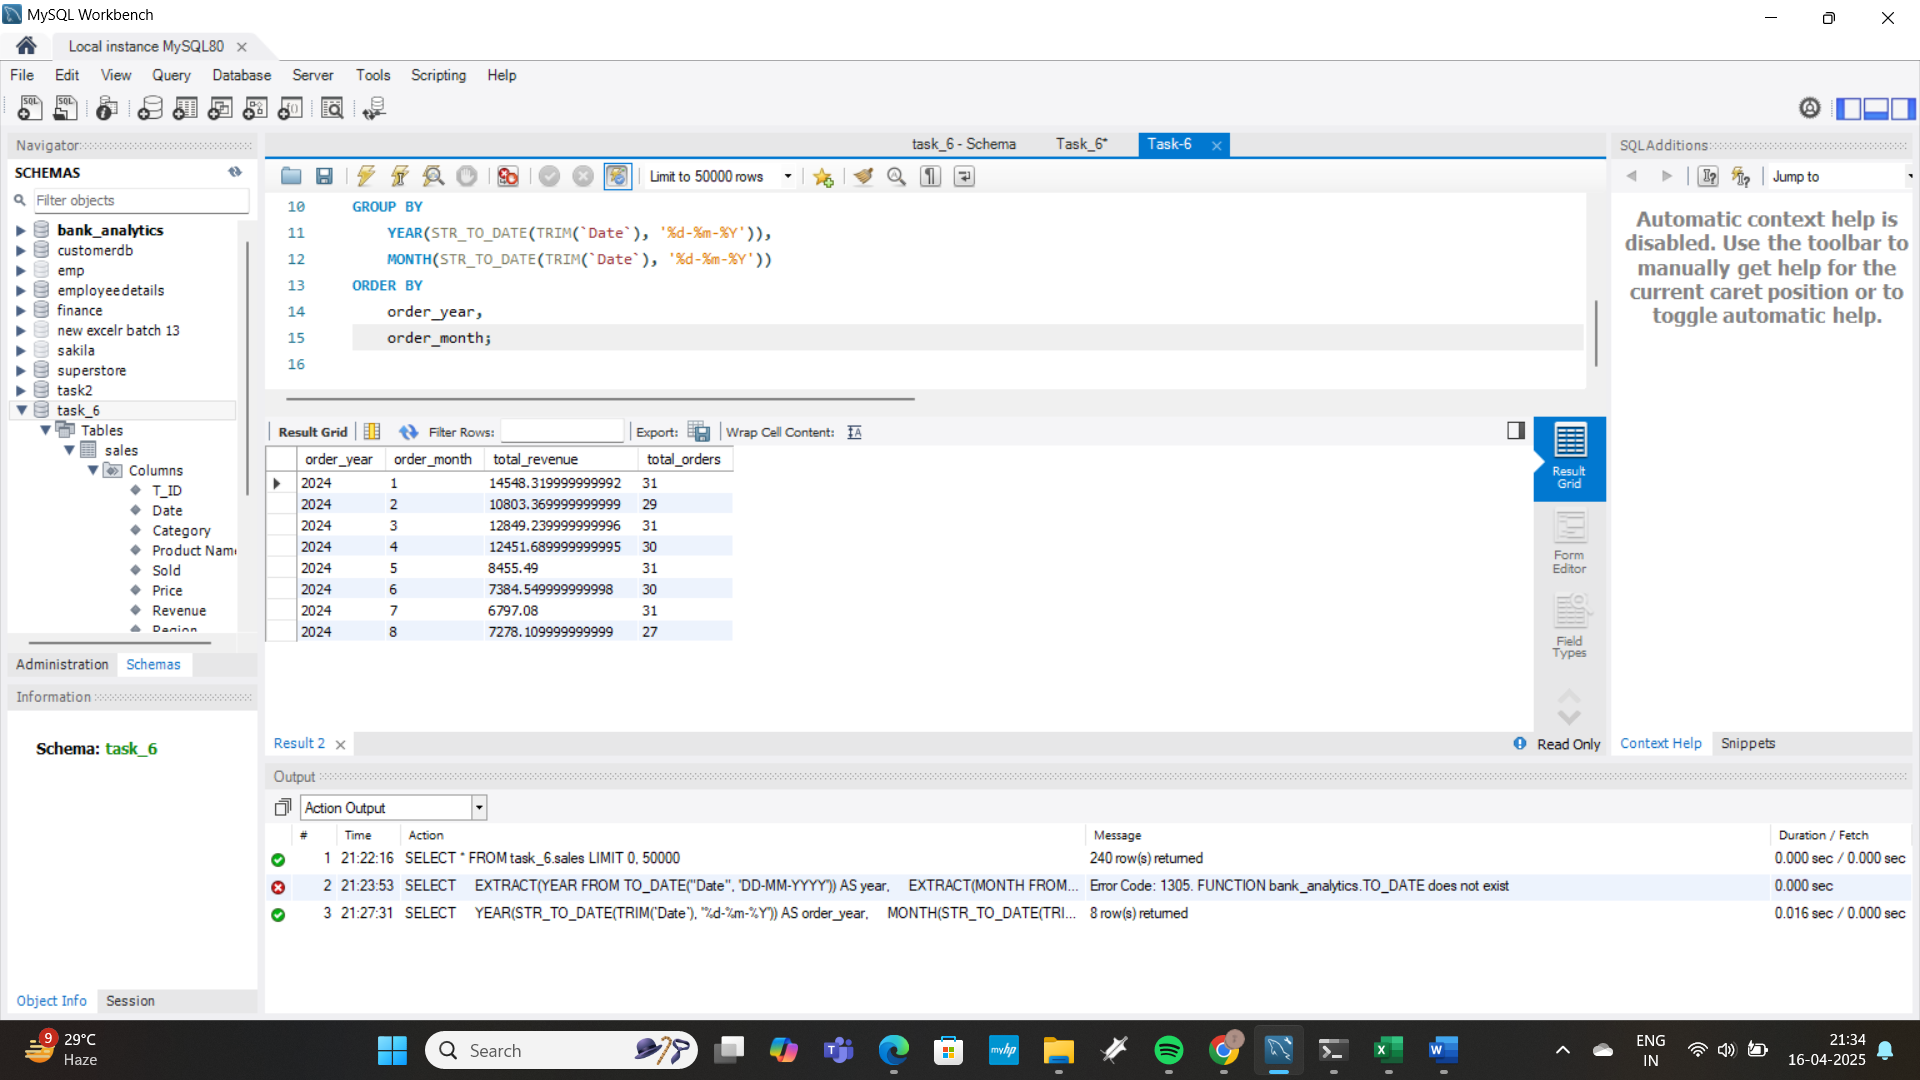 MySQL Workbench
Local instance MySQL80
File Edit View Query Database Server Tools Scripting Help
Navigator
SCHEMAS
Filter objects
bank_analytics
customerdb
emp
employeedetails
finance
new excelr batch 13
sakila
superstore
task2
task_6
Tables
sales
Columns
T_ID
Date
Category
Product Nam
Sold
Price
Revenue
Region
Administration Schemas
Information
Schema: task_6
Object Info Session
task_6 - Schema Task_6* Task-6
Limit to 50000 rows
10 GROUP BY
11 YEAR(STR_TO_DATE(TRIM(`Date`), '%d-%m-%Y')),
12 MONTH(STR_TO_DATE(TRIM(`Date`), '%d-%m-%Y'))
13 ORDER BY
14 order_year,
15 order_month;
16
Result Grid Filter Rows: Export: Wrap Cell Content:
order_year order_month total_revenue total_orders
2024 1 14548.319999999992 31
2024 2 10803.369999999999 29
2024 3 12849.239999999996 31
2024 4 12451.689999999995 30
2024 5 8455.49 31
2024 6 7384.549999999998 30
2024 7 6797.08 31
2024 8 7278.109999999999 27
Result Grid
Form Editor
Field Types
Result 2
Read Only
SQLAdditions
Jump to
Automatic context help is
disabled. Use the toolbar to
manually get help for the
current caret position or to
toggle automatic help.
Context Help Snippets
Output
Action Output
# Time Action Message Duration / Fetch
1 21:22:16 SELECT * FROM task_6.sales LIMIT 0, 50000 240 row(s) returned 0.000 sec / 0.000 sec
2 21:23:53 SELECT EXTRACT(YEAR FROM TO_DATE("Date", 'DD-MM-YYYY')) AS year, EXTRACT(MONTH FROM... Error Code: 1305. FUNCTION bank_analytics.TO_DATE does not exist 0.000 sec
3 21:27:31 SELECT YEAR(STR_TO_DATE(TRIM(`Date`), '%d-%m-%Y')) AS order_year, MONTH(STR_TO_DATE(TRI... 8 row(s) returned 0.016 sec / 0.000 sec
9
29°C
Haze
Search
myhp
ENG
IN
21:34
16-04-2025